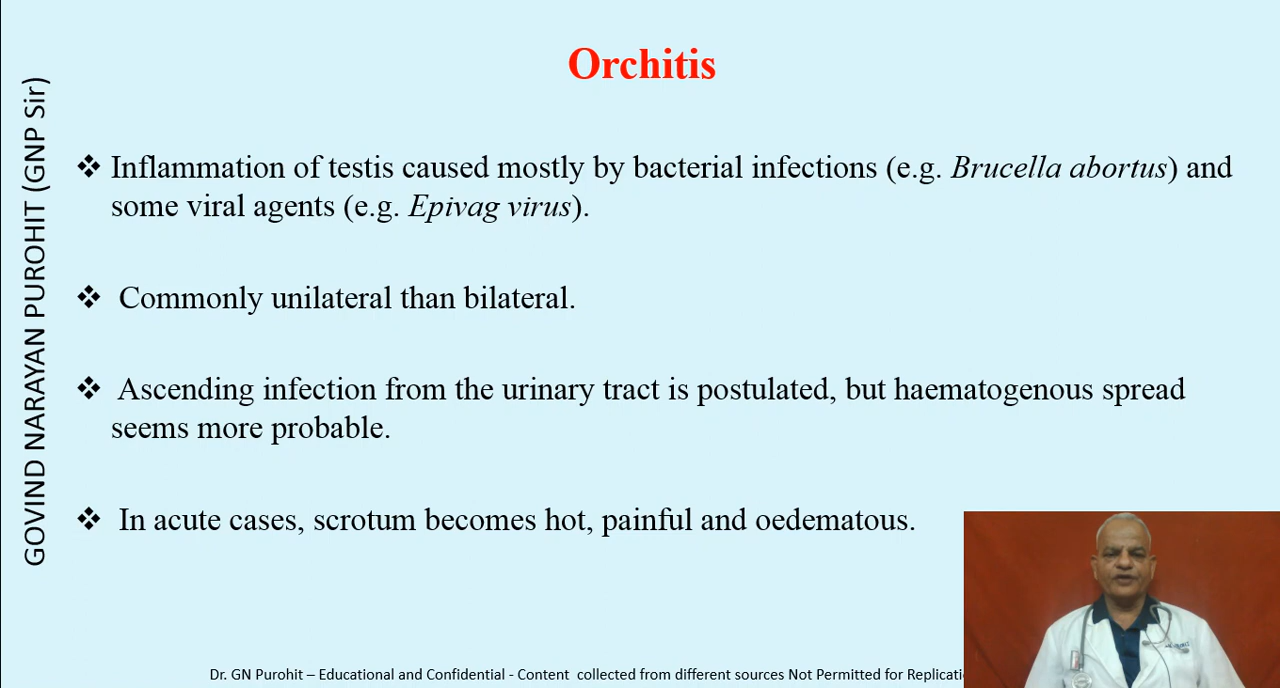 Orchitis
GOVIND NARAYAN PUROHIT (GNP Sir)
❖ Inflammation of testis caused mostly by bacterial infections (e.g. Brucella abortus) and
some viral agents (e.g. Epivag virus).
❖ Commonly unilateral than bilateral.
❖ Ascending infection from the urinary tract is postulated, but haematogenous spread
seems more probable.
❖ In acute cases, scrotum becomes hot, painful and oedematous.
Dr. GN Purohit – Educational and Confidential - Content collected from different sources Not Permitted for